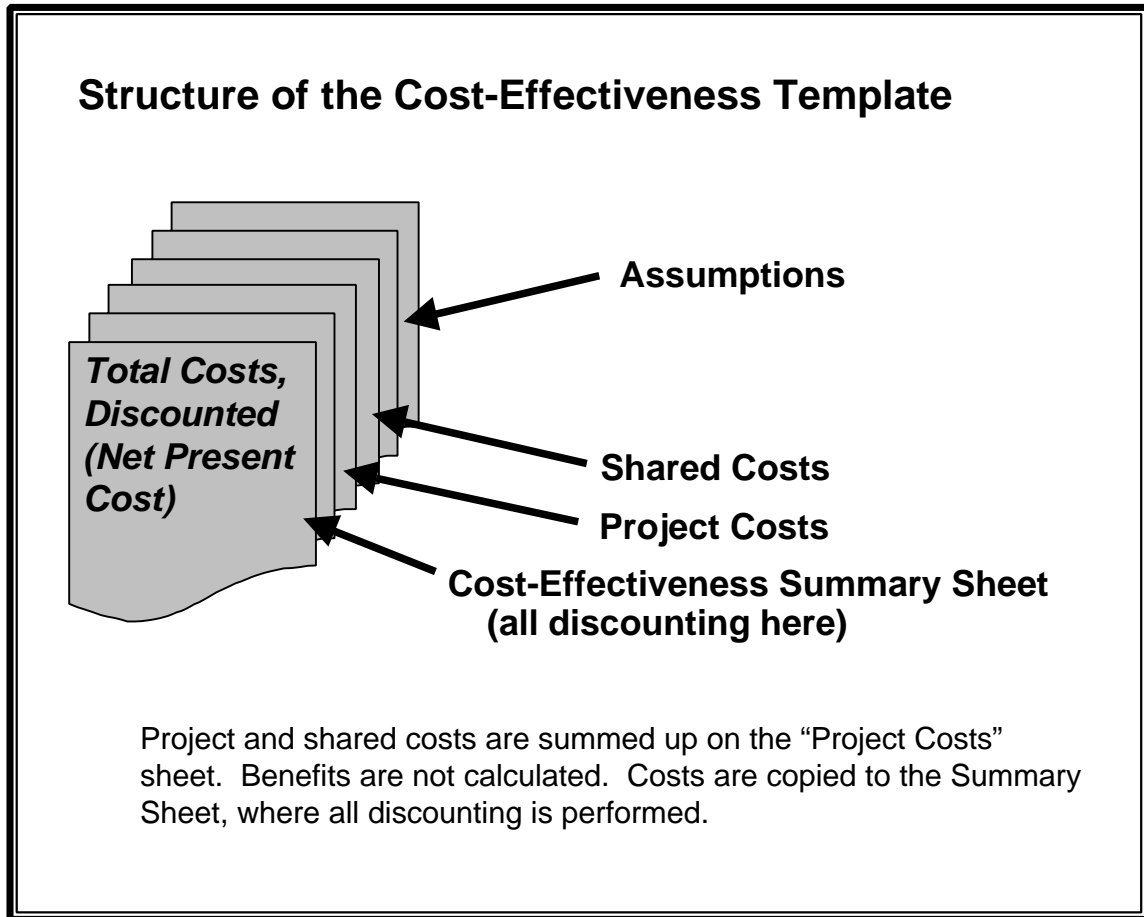 Structure of the Cost-Effectiveness Template
Assumptions
Total Costs,
Discounted
(Net Present
Cost)
Shared Costs
Project Costs
Cost-Effectiveness Summary Sheet
(all discounting here)
Project and shared costs are summed up on the “Project Costs”
sheet.  Benefits are not calculated.  Costs are copied to the Summary
Sheet, where all discounting is performed.